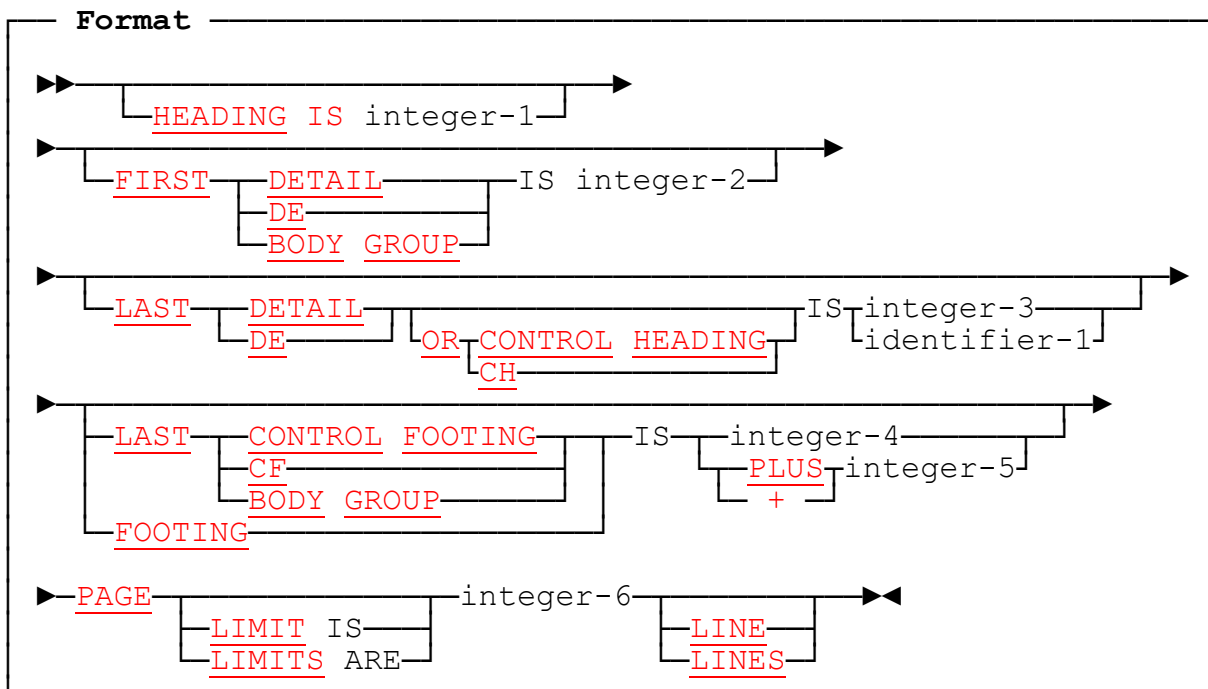 Format
HEADING IS integer-1
FIRST DETAIL IS integer-2
DE
BODY GROUP
LAST DETAIL IS integer-3
DE OR CONTROL HEADING identifier-1
CH
LAST CONTROL FOOTING IS integer-4
CF PLUS integer-5
BODY GROUP +
FOOTING
PAGE integer-6
LIMIT IS LINE
LIMITS ARE LINES